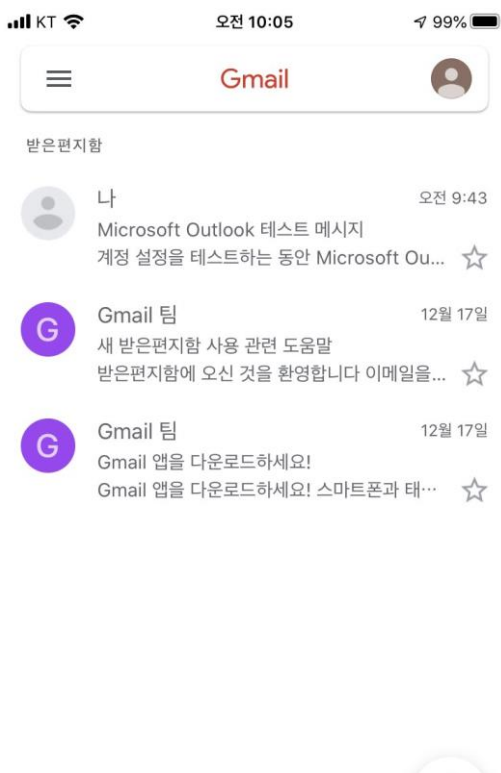 KT 오전 10:05 99%
Gmail
받은편지함
나 오전 9:43
Microsoft Outlook 테스트 메시지
계정 설정을 테스트하는 동안 Microsoft Ou...
G Gmail 팀 12월 17일
새 받은편지함 사용 관련 도움말
받은편지함에 오신 것을 환영합니다 이메일을...
G Gmail 팀 12월 17일
Gmail 앱을 다운로드하세요!
Gmail 앱을 다운로드하세요! 스마트폰과 태…